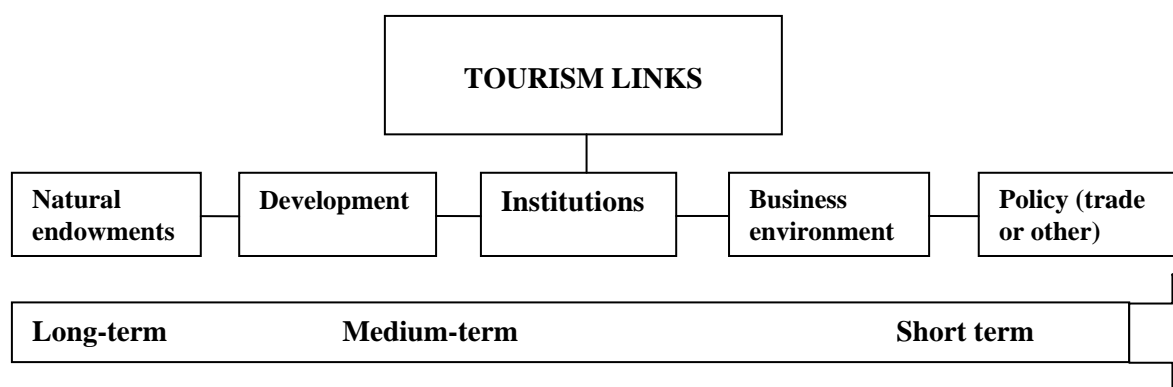 TOURISM LINKS
Natural
endowments
Development
Institutions
Business
environment
Policy (trade
or other)
Long-term Medium-term Short term